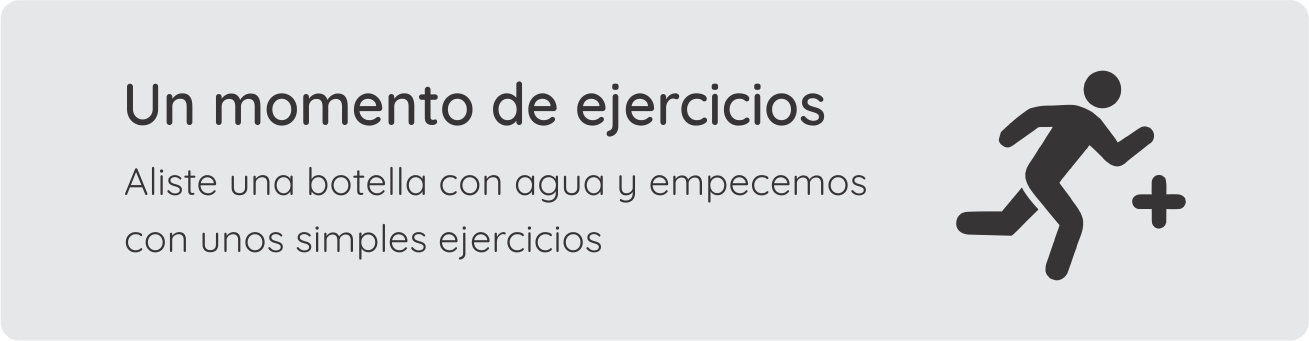 Un momento de ejercicios
Aliste una botella con agua y empecemos
con unos simples ejercicios